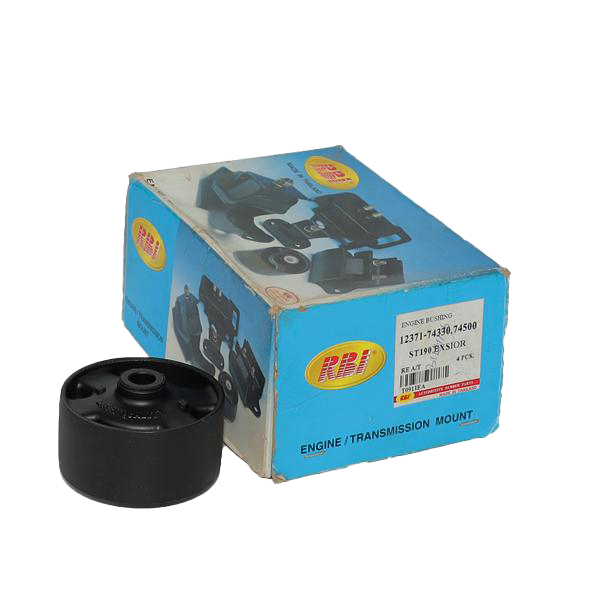 RBI
MADE IN THAILAND
RBI
RBI
ENGINE BUSHING
12371-74330,74500
ST190 EXSIOR
RE A/T
4 PCK.
T0911EA
RBI AUTOMOTIVE RUBBER PARTS
MADE IN THAILAND
ENGINE / TRANSMISSION MOUNT
ENGINE / TRANSMISSION
MOUNT